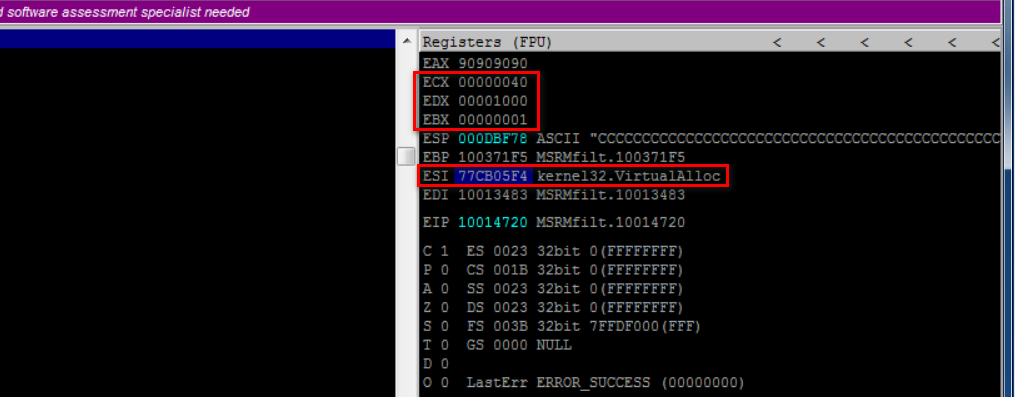 d software assessment specialist needed
Registers (FPU) < < < < < <
EAX 90909090
ECX 00000040
EDX 00001000
EBX 00000001
ESP 000DBF78 ASCII "CCCCCCCCCCCCCCCCCCCCCCCCCCCCCCCCCCCCCCCCCCCCCC
EBP 100371F5 MSRMfilt.100371F5
ESI 77CB05F4 kernel32.VirtualAlloc
EDI 10013483 MSRMfilt.10013483
EIP 10014720 MSRMfilt.10014720
C 1 ES 0023 32bit 0(FFFFFFFF)
P 0 CS 001B 32bit 0(FFFFFFFF)
A 0 SS 0023 32bit 0(FFFFFFFF)
Z 0 DS 0023 32bit 0(FFFFFFFF)
S 0 FS 003B 32bit 7FFDF000(FFF)
T 0 GS 0000 NULL
D 0
O 0 LastErr ERROR_SUCCESS (00000000)